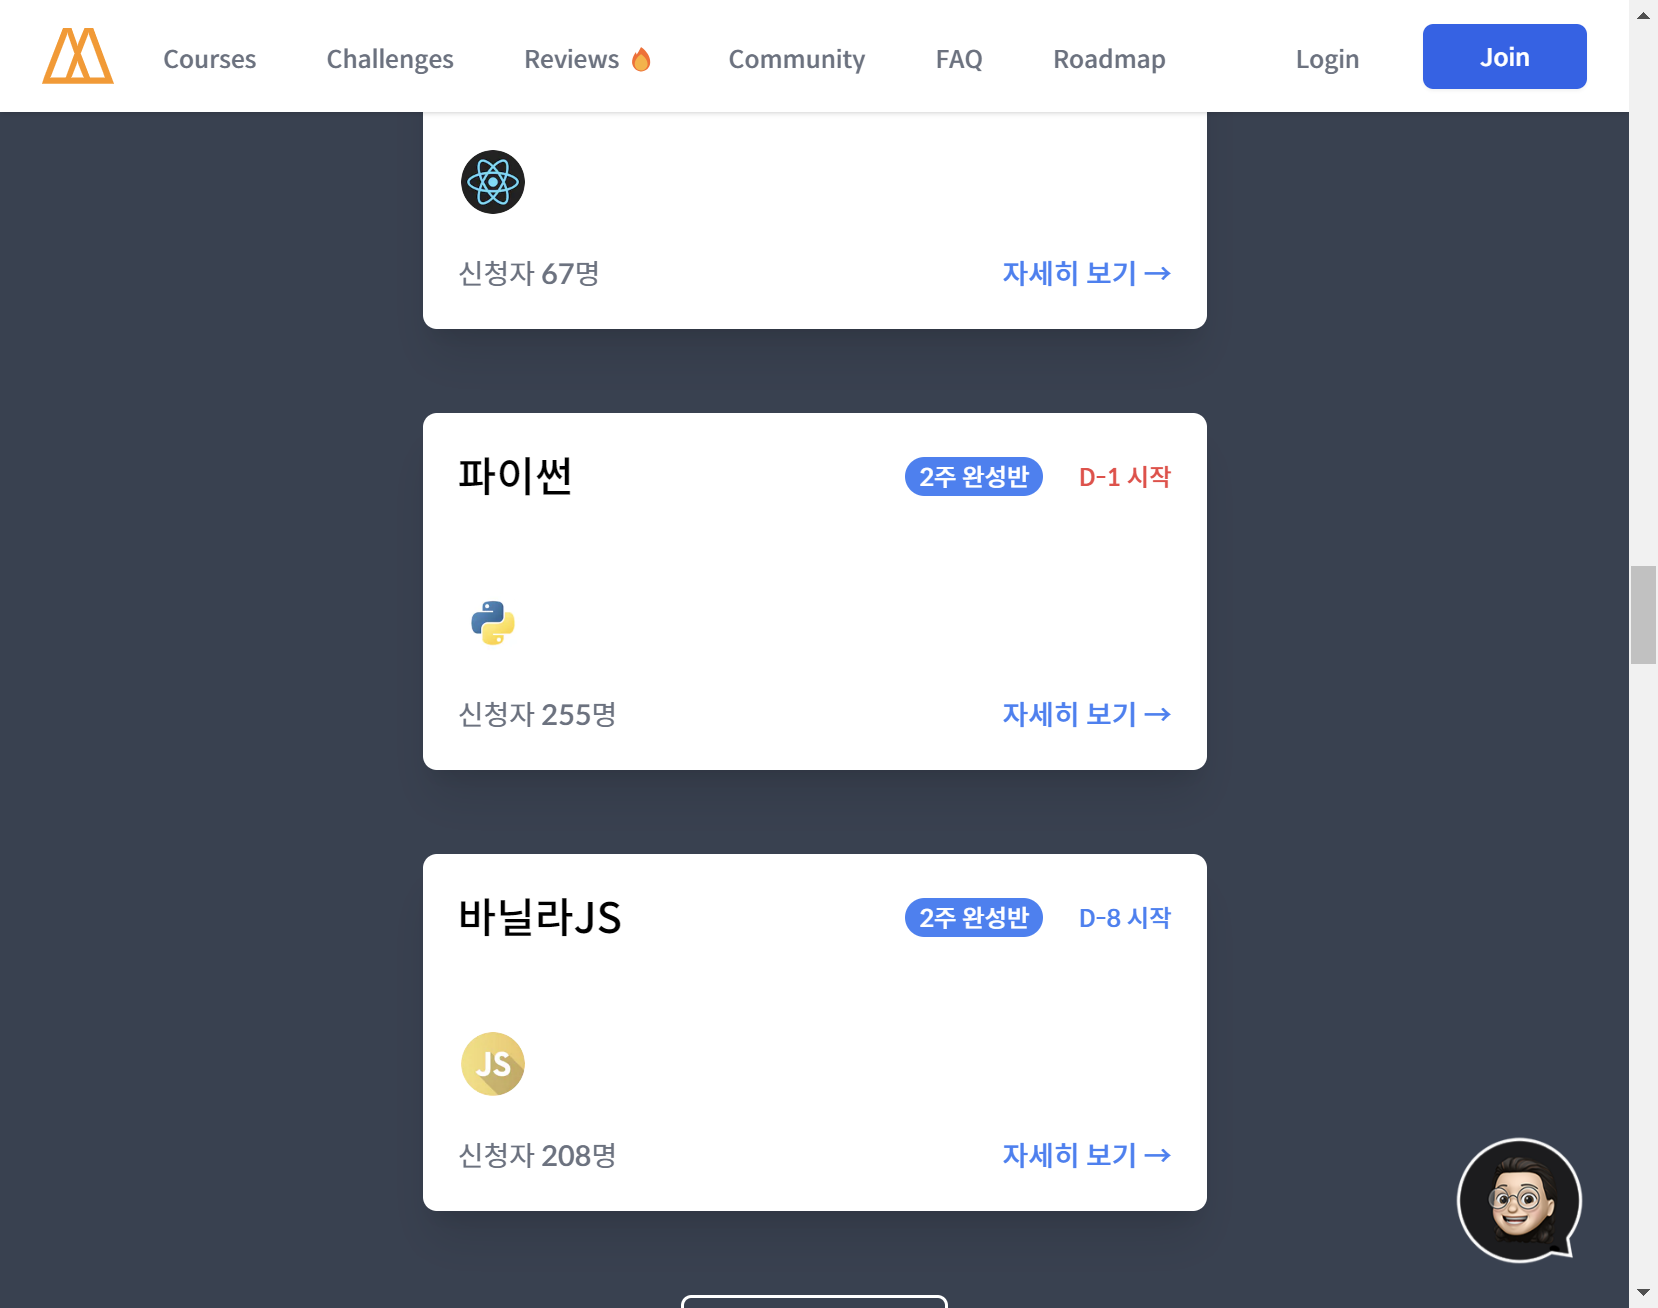 Courses Challenges Reviews Community FAQ Roadmap Login Join
신청자 67명 자세히 보기 →
파이썬 2주 완성반 D-1 시작
신청자 255명 자세히 보기 →
바닐라JS 2주 완성반 D-8 시작
JS
신청자 208명 자세히 보기 →